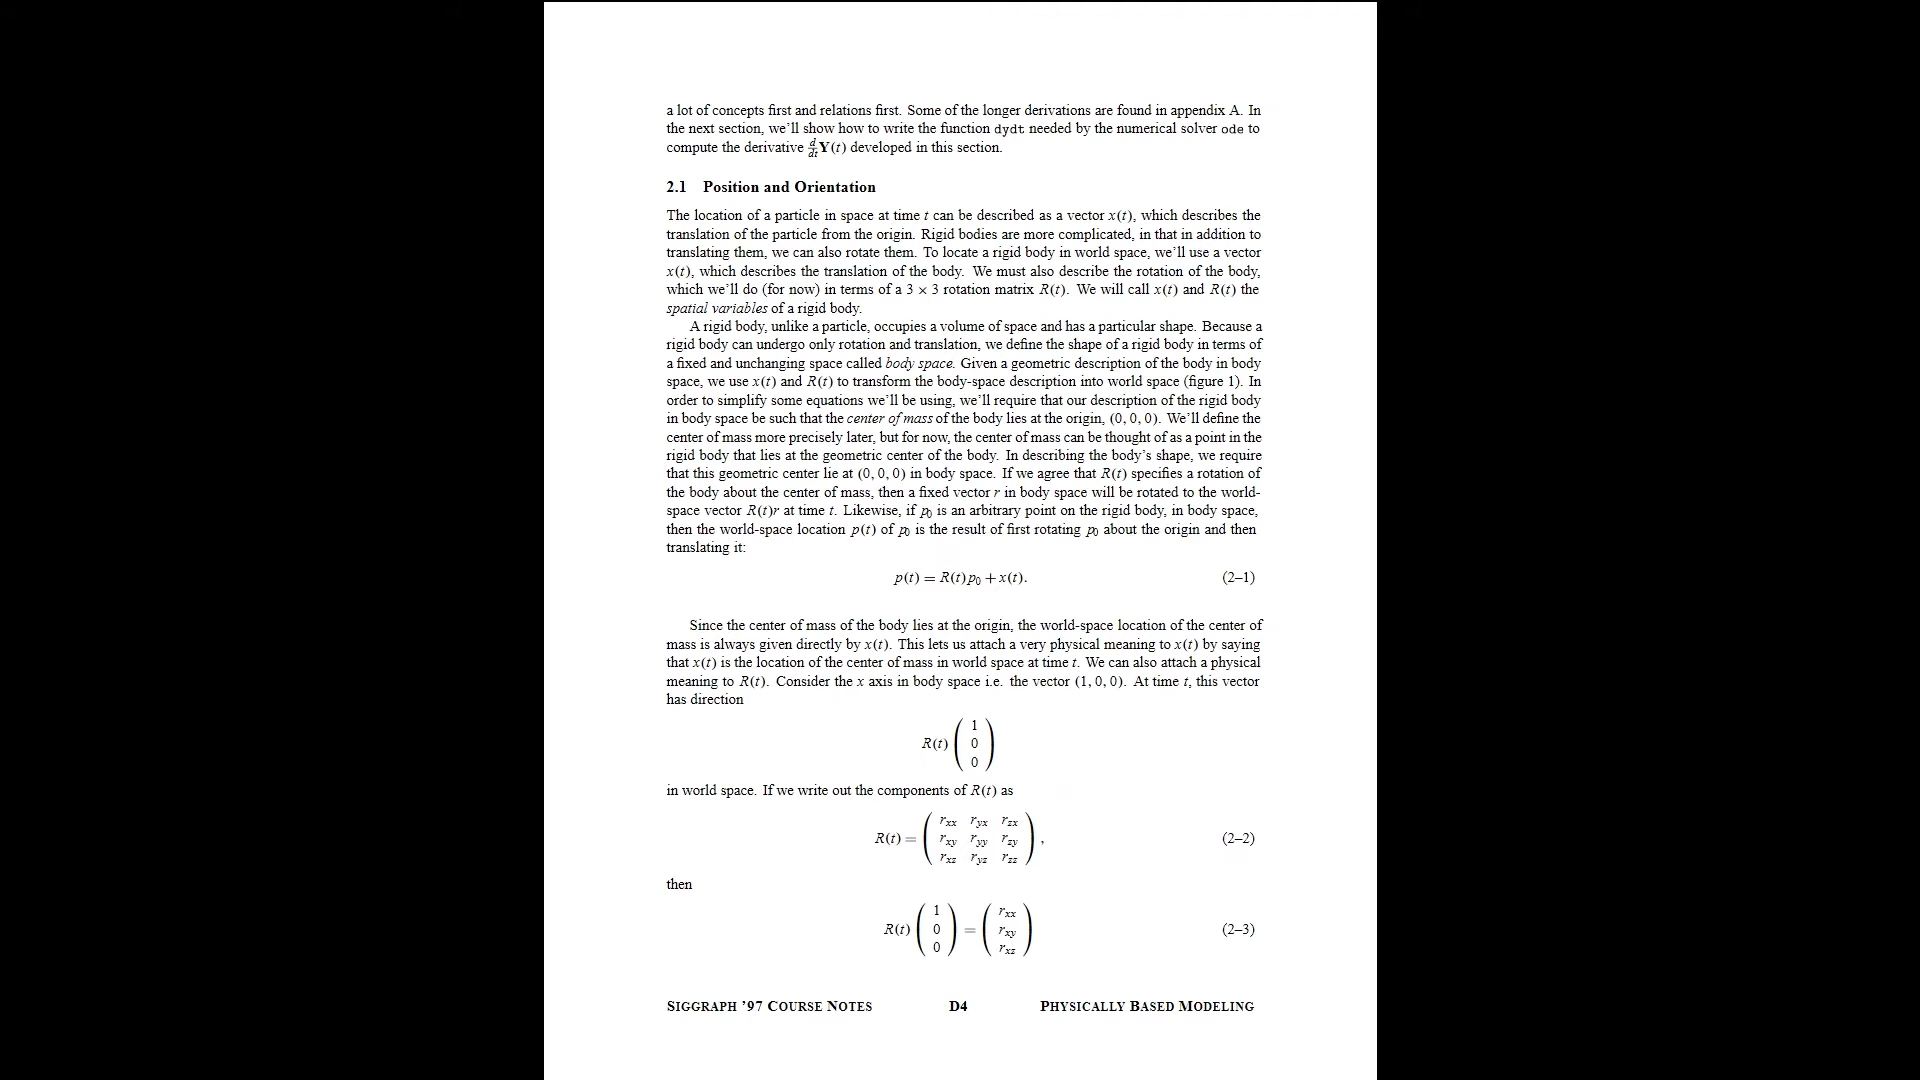 a lot of concepts first and relations first. Some of the longer derivations are found in appendix A. In
the next section, we'll show how to write the function dydt needed by the numerical solver ode to
compute the derivative d/dt Y(t) developed in this section.
2.1 Position and Orientation
The location of a particle in space at time t can be described as a vector x(t), which describes the
translation of the particle from the origin. Rigid bodies are more complicated, in that in addition to
translating them, we can also rotate them. To locate a rigid body in world space, we'll use a vector
x(t), which describes the translation of the body. We must also describe the rotation of the body,
which we'll do (for now) in terms of a 3 × 3 rotation matrix R(t). We will call x(t) and R(t) the
spatial variables of a rigid body.
A rigid body, unlike a particle, occupies a volume of space and has a particular shape. Because a
rigid body can undergo only rotation and translation, we define the shape of a rigid body in terms of
a fixed and unchanging space called body space. Given a geometric description of the body in body
space, we use x(t) and R(t) to transform the body-space description into world space (figure 1). In
order to simplify some equations we'll be using, we'll require that our description of the rigid body
in body space be such that the center of mass of the body lies at the origin, (0, 0, 0). We'll define the
center of mass more precisely later, but for now, the center of mass can be thought of as a point in the
rigid body that lies at the geometric center of the body. In describing the body's shape, we require
that this geometric center lie at (0, 0, 0) in body space. If we agree that R(t) specifies a rotation of
the body about the center of mass, then a fixed vector r in body space will be rotated to the world-
space vector R(t)r at time t. Likewise, if p0 is an arbitrary point on the rigid body, in body space,
then the world-space location p(t) of p0 is the result of first rotating p0 about the origin and then
translating it:
p(t) = R(t)p0 + x(t). (2–1)
Since the center of mass of the body lies at the origin, the world-space location of the center of
mass is always given directly by x(t). This lets us attach a very physical meaning to x(t) by saying
that x(t) is the location of the center of mass in world space at time t. We can also attach a physical
meaning to R(t). Consider the x axis in body space i.e. the vector (1, 0, 0). At time t, this vector
has direction
1
R(t) 0
0
in world space. If we write out the components of R(t) as
rxx ryx rzx
R(t) = rxy ryy rzy , (2–2)
rxz ryz rzz
then
1 rxx
R(t) 0 = rxy (2–3)
0 rxz
SIGGRAPH '97 COURSE NOTES D4 PHYSICALLY BASED MODELING